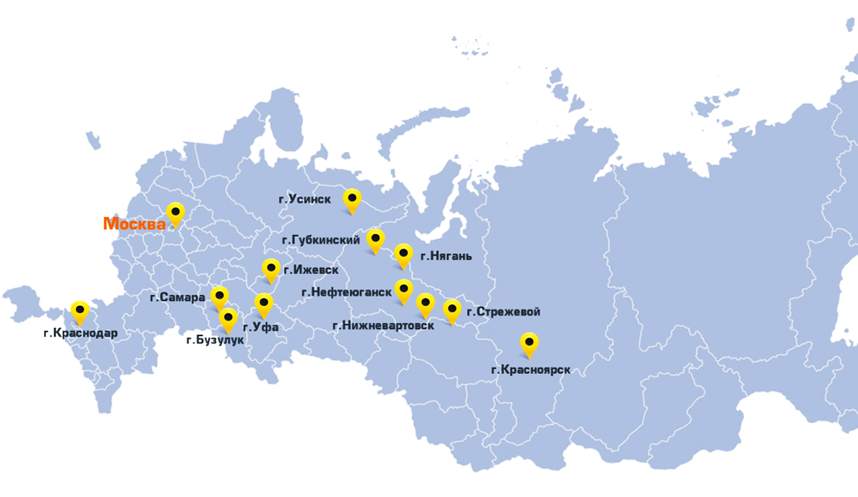 г.Усинск
Москва
г.Губкинский
г.Нягань
г.Ижевск
г.Нефтеюганск
г.Самара
г.Стрежевой
г.Нижневартовск
г.Уфа
г.Краснодар
г.Бузулук
г.Красноярск